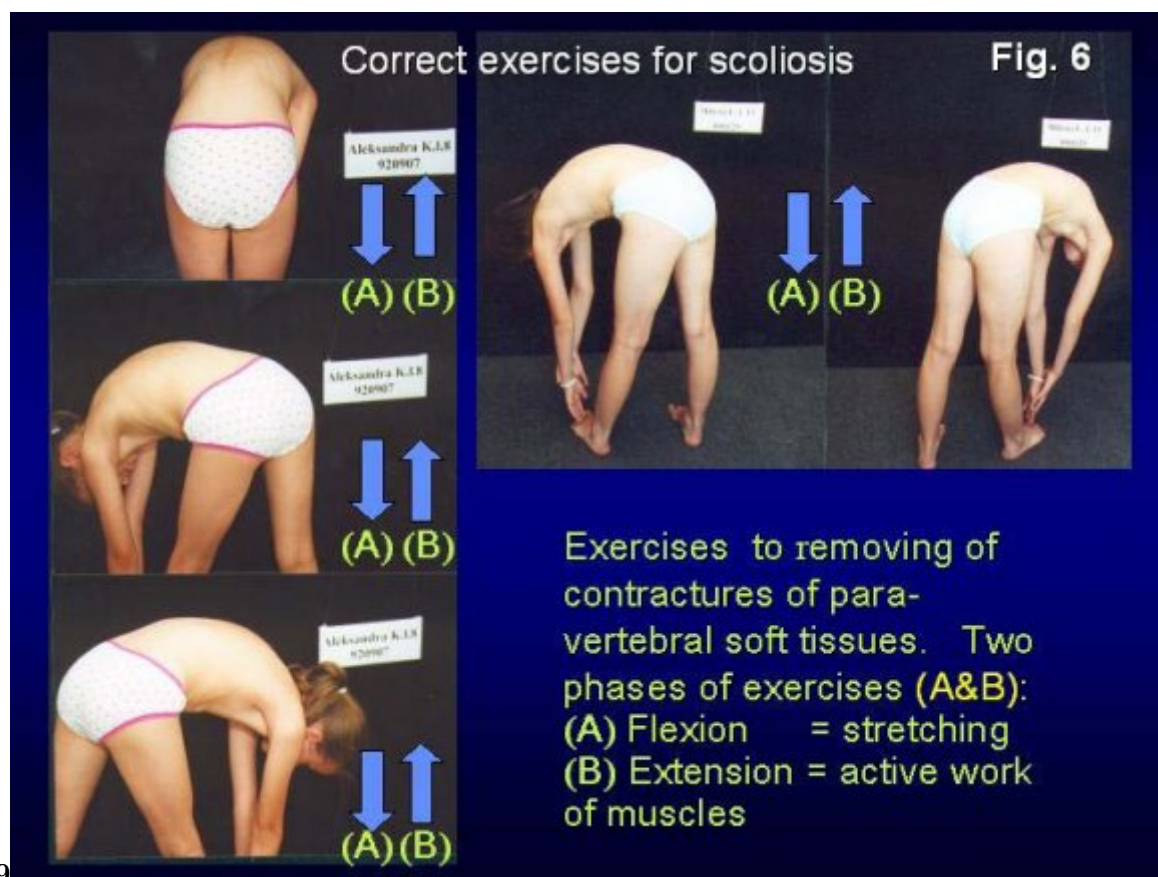 Correct exercises for scoliosis
Fig. 6
Aleksandra K.l.8
920907
(A) (B)
(A) (B)
Aleksandra K.l.8
920907
(A) (B)
Aleksandra K.l.8
920907
(A) (B)
Exercises to removing of
contractures of para-
vertebral soft tissues. Two
phases of exercises (A&B):
(A) Flexion = stretching
(B) Extension = active work
of muscles
9